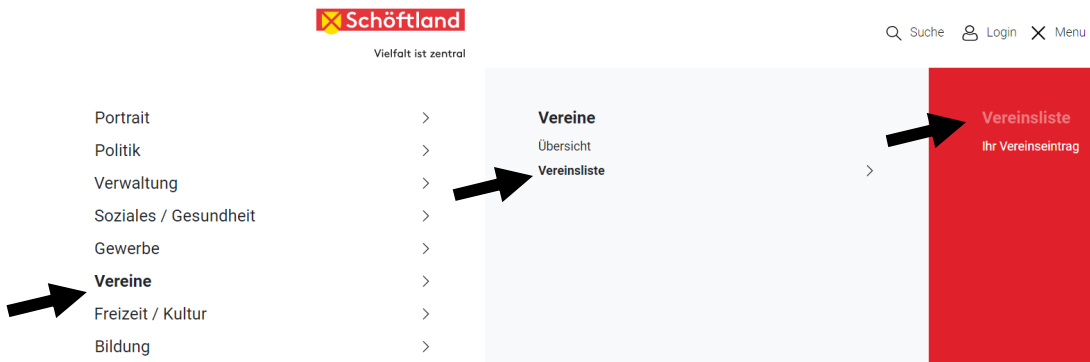 Schöftland
Vielfalt ist zentral
Suche Login Menu
Portrait
Politik
Verwaltung
Soziales / Gesundheit
Gewerbe
Vereine
Freizeit / Kultur
Bildung
Vereine
Übersicht
Vereinsliste
Vereinsliste
Ihr Vereinseintrag